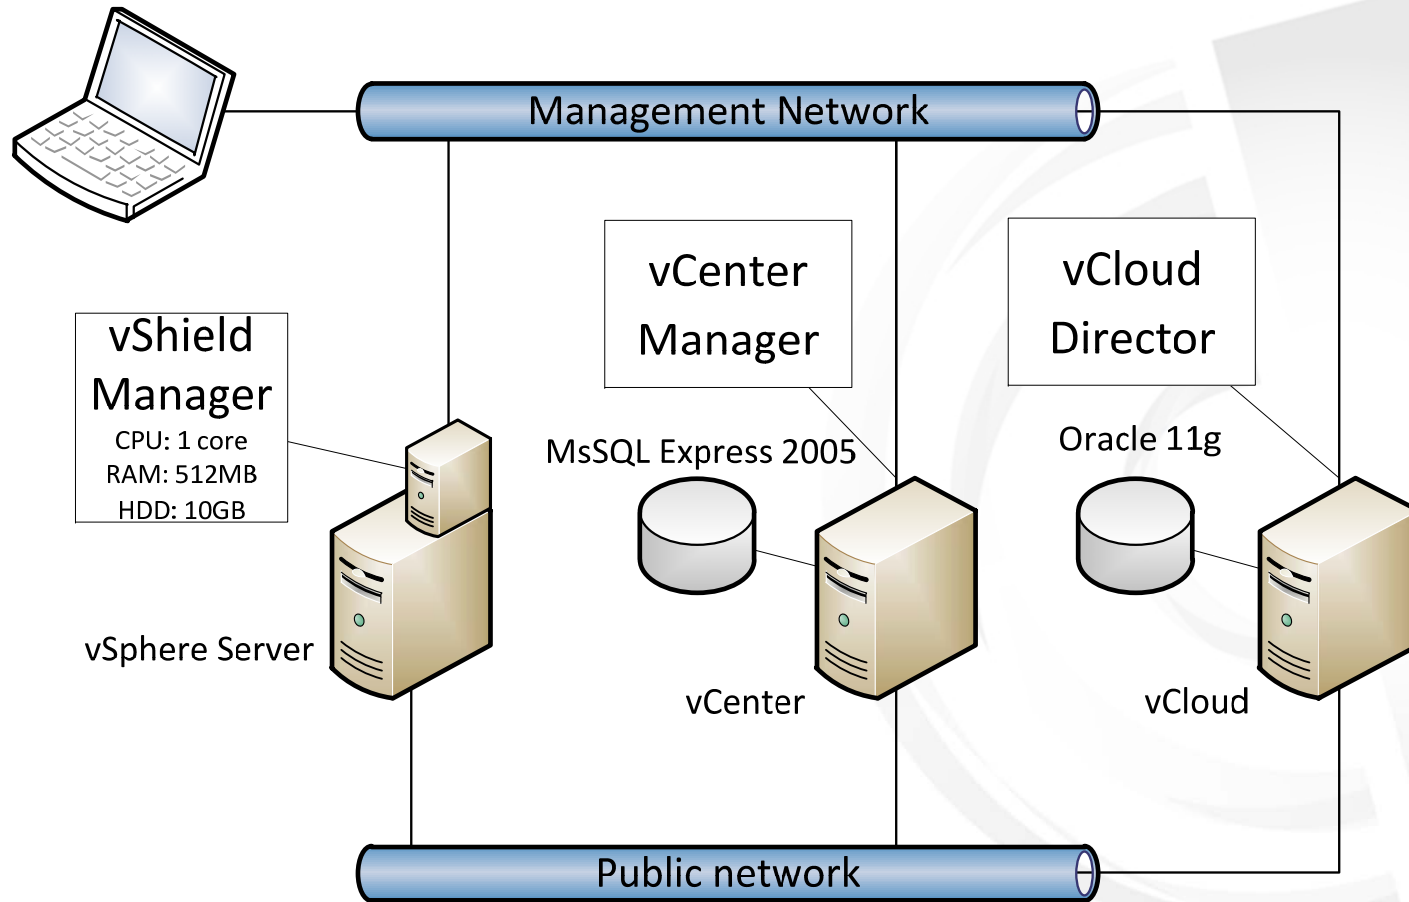 Management Network
vCenter
Manager
vCloud
Director
vShield
Manager
CPU: 1 core
RAM: 512MB
HDD: 10GB
MsSQL Express 2005
Oracle 11g
vSphere Server
vCenter
vCloud
Public network